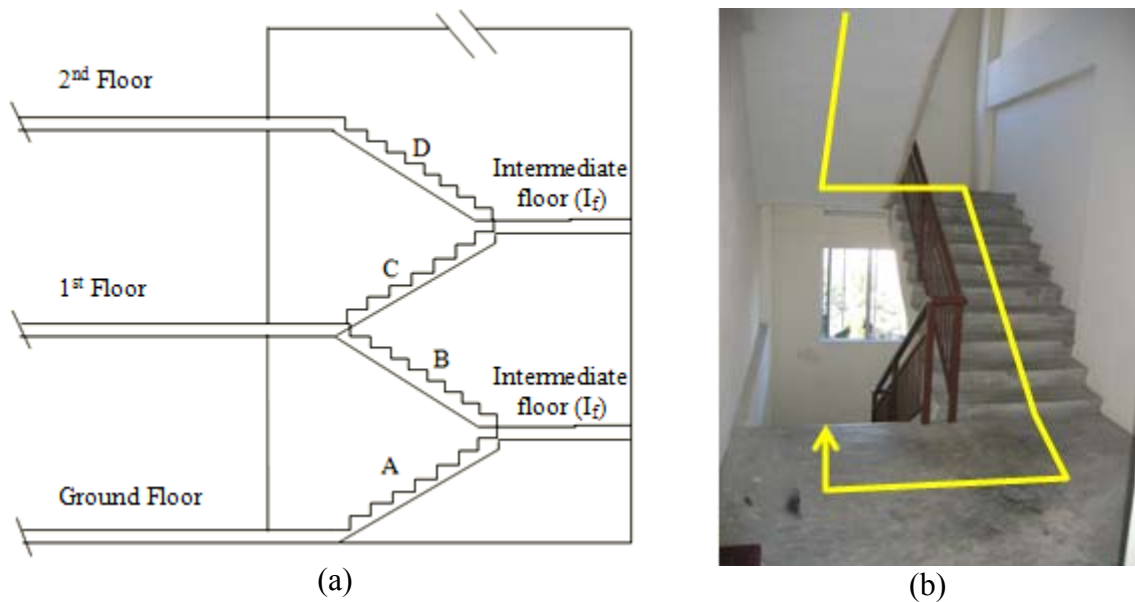 2nd Floor
D
Intermediate
floor (If)
C
1st Floor
B
Intermediate
floor (If)
A
Ground Floor
(a)
(b)